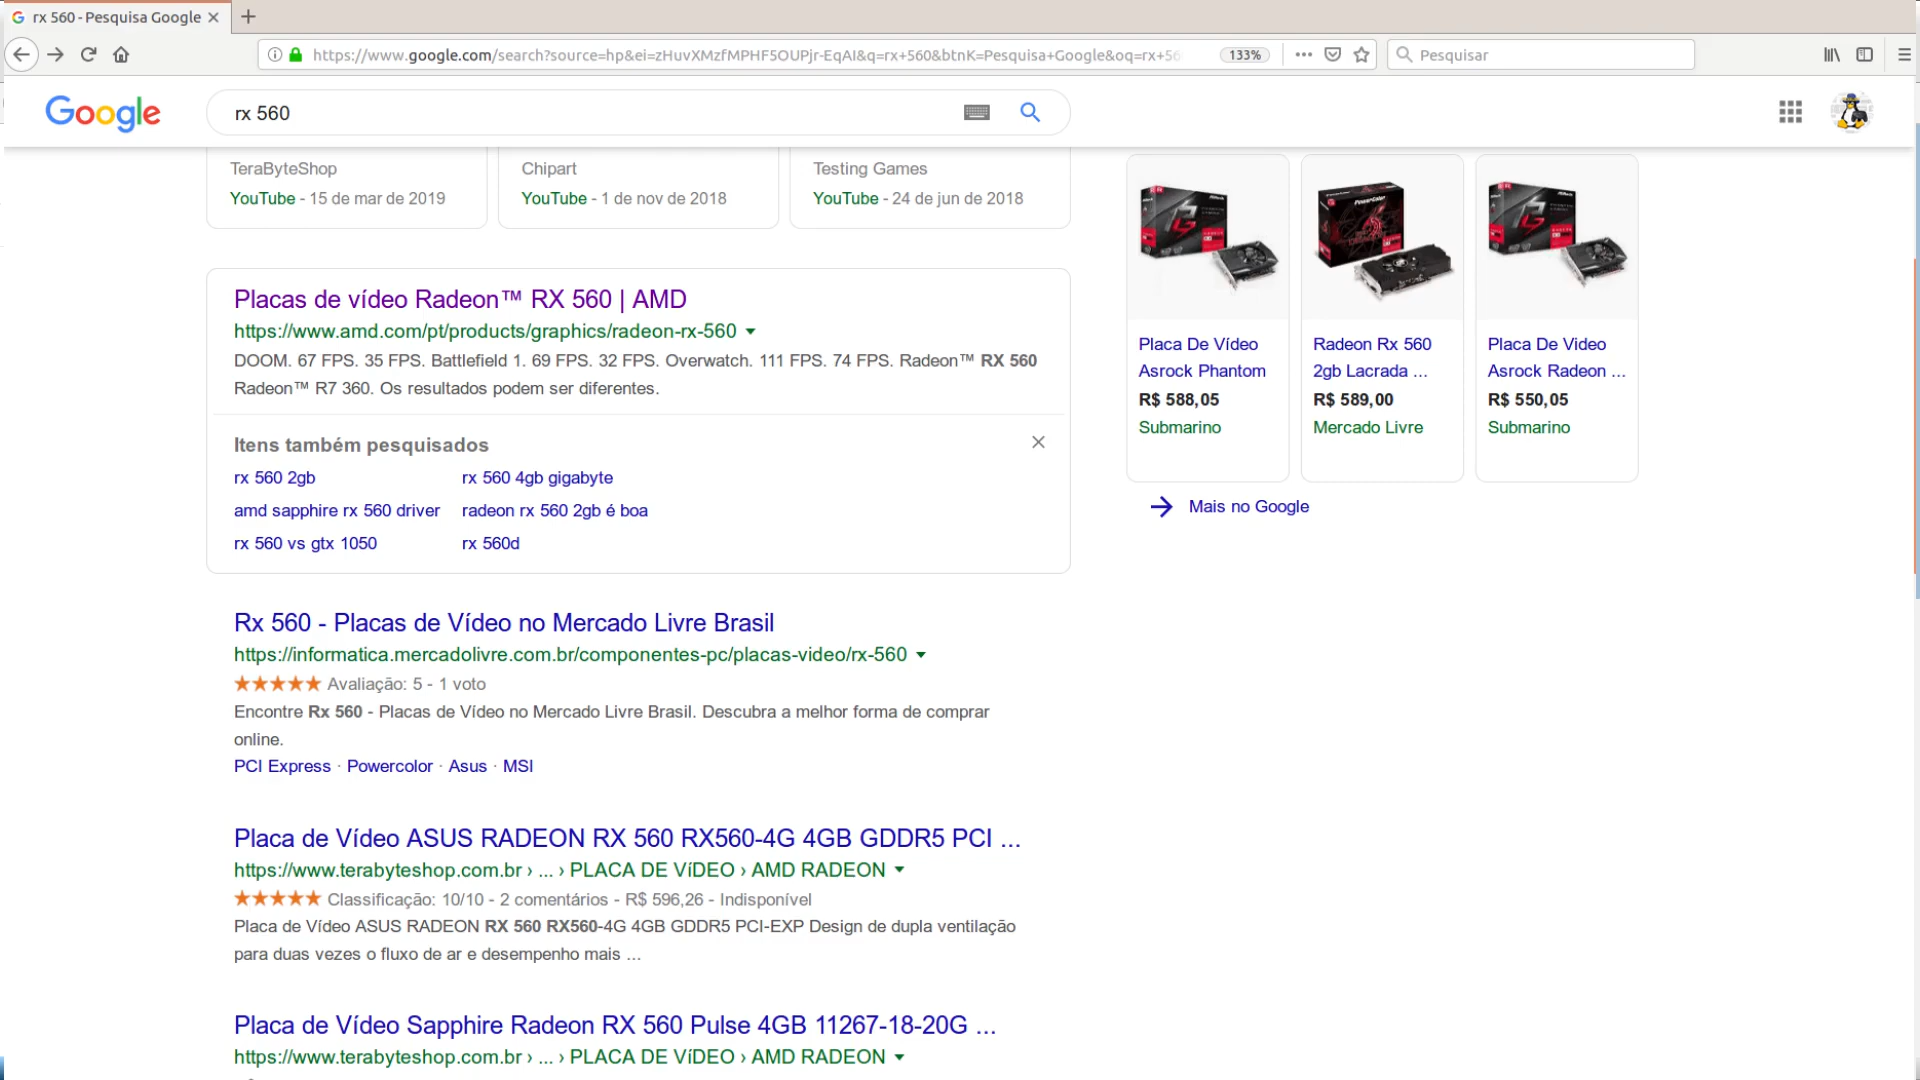 rx 560 - Pesquisa Google
https://www.google.com/search?source=hp&ei=zHuvXMzfMPHF5OUPjr-EqAI&q=rx+560&btnK=Pesquisa+Google&oq=rx+56
133%
Pesquisar
Google
rx 560
TeraByteShop
YouTube - 15 de mar de 2019
Chipart
YouTube - 1 de nov de 2018
Testing Games
YouTube - 24 de jun de 2018
Placas de vídeo Radeon™ RX 560 | AMD
https://www.amd.com/pt/products/graphics/radeon-rx-560
DOOM. 67 FPS. 35 FPS. Battlefield 1. 69 FPS. 32 FPS. Overwatch. 111 FPS. 74 FPS. Radeon™ RX 560
Radeon™ R7 360. Os resultados podem ser diferentes.
Itens também pesquisados
rx 560 2gb
rx 560 4gb gigabyte
amd sapphire rx 560 driver
radeon rx 560 2gb é boa
rx 560 vs gtx 1050
rx 560d
Rx 560 - Placas de Vídeo no Mercado Livre Brasil
https://informatica.mercadolivre.com.br/componentes-pc/placas-video/rx-560
Avaliação: 5 - 1 voto
Encontre Rx 560 - Placas de Vídeo no Mercado Livre Brasil. Descubra a melhor forma de comprar
online.
PCI Express · Powercolor · Asus · MSI
Placa de Vídeo ASUS RADEON RX 560 RX560-4G 4GB GDDR5 PCI ...
https://www.terabyteshop.com.br › ... › PLACA DE VíDEO › AMD RADEON
Classificação: 10/10 - 2 comentários - R$ 596,26 - Indisponível
Placa de Vídeo ASUS RADEON RX 560 RX560-4G 4GB GDDR5 PCI-EXP Design de dupla ventilação
para duas vezes o fluxo de ar e desempenho mais ...
Placa de Vídeo Sapphire Radeon RX 560 Pulse 4GB 11267-18-20G ...
https://www.terabyteshop.com.br › ... › PLACA DE VíDEO › AMD RADEON
PowerColor
Placa De Vídeo
Asrock Phantom
R$ 588,05
Submarino
Radeon Rx 560
2gb Lacrada ...
R$ 589,00
Mercado Livre
Placa De Video
Asrock Radeon ...
R$ 550,05
Submarino
Mais no Google